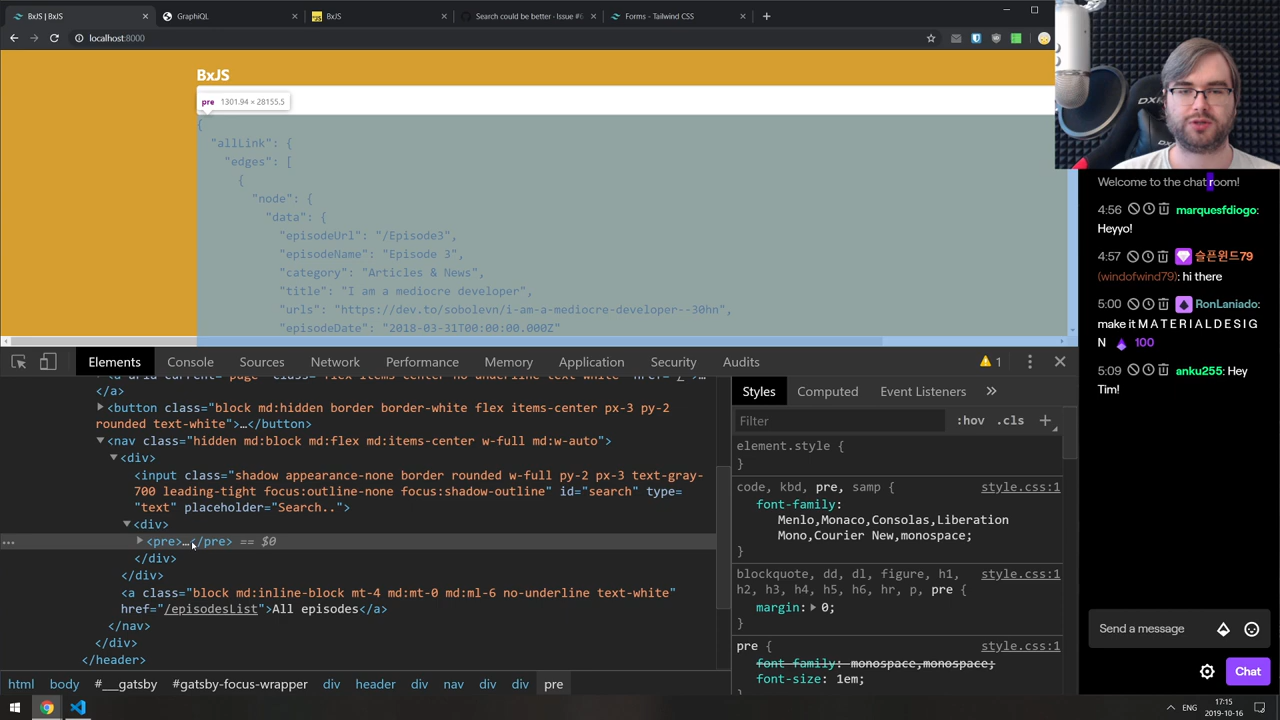 BxJS | BxJS
GraphiQL
BxJS
Search could be better · Issue #6
Forms - Tailwind CSS
localhost:8000
BxJS
pre 1301.94 × 28155.5
{
"allLink": {
"edges": [
{
"node": {
"data": {
"episodeUrl": "/Episode3",
"episodeName": "Episode 3",
"category": "Articles & News",
"title": "I am a mediocre developer",
"urls": "https://dev.to/sobolevn/i-am-a-mediocre-developer--30hn",
"episodeDate": "2018-03-31T00:00:00.000Z"
Welcome to the chat room!
4:56 marquesfdiogo:
Heyyo!
4:57 슬픈윈드79
(windofwind79): hi there
5:00 RonLaniado:
make it M A T E R I A L D E S I G
N 100
5:09 anku255: Hey
Tim!
Send a message
Chat
Elements
Console
Sources
Network
Performance
Memory
Application
Security
Audits
1
</a>
<button class="block md:hidden border border-white flex items-center px-3 py-2
rounded text-white">…</button>
<nav class="hidden md:block md:flex md:items-center w-full md:w-auto">
<div>
<input class="shadow appearance-none border rounded w-full py-2 px-3 text-gray-
700 leading-tight focus:outline-none focus:shadow-outline" id="search" type=
"text" placeholder="Search..">
<div>
<pre>…</pre> == $0
</div>
</div>
<a class="block md:inline-block mt-4 md:mt-0 md:ml-6 no-underline text-white"
href="/episodesList">All episodes</a>
</nav>
</div>
</header>
html body #___gatsby #gatsby-focus-wrapper div header div nav div div pre
Styles
Computed
Event Listeners
»
Filter
:hov .cls +
element.style {
}
code, kbd, pre, samp {
style.css:1
font-family:
Menlo,Monaco,Consolas,Liberation
Mono,Courier New,monospace;
}
blockquote, dd, dl, figure, h1,
style.css:1
h2, h3, h4, h5, h6, hr, p, pre {
margin: 0;
}
pre {
style.css:1
font-family: monospace,monospace;
font-size: 1em;
ENG
17:15
2019-10-16